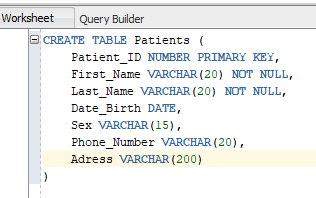 Worksheet Query Builder
CREATE TABLE Patients (
Patient_ID NUMBER PRIMARY KEY,
First_Name VARCHAR(20) NOT NULL,
Last_Name VARCHAR(20) NOT NULL,
Date_Birth DATE,
Sex VARCHAR(15),
Phone_Number VARCHAR(20),
Adress VARCHAR(200)
)